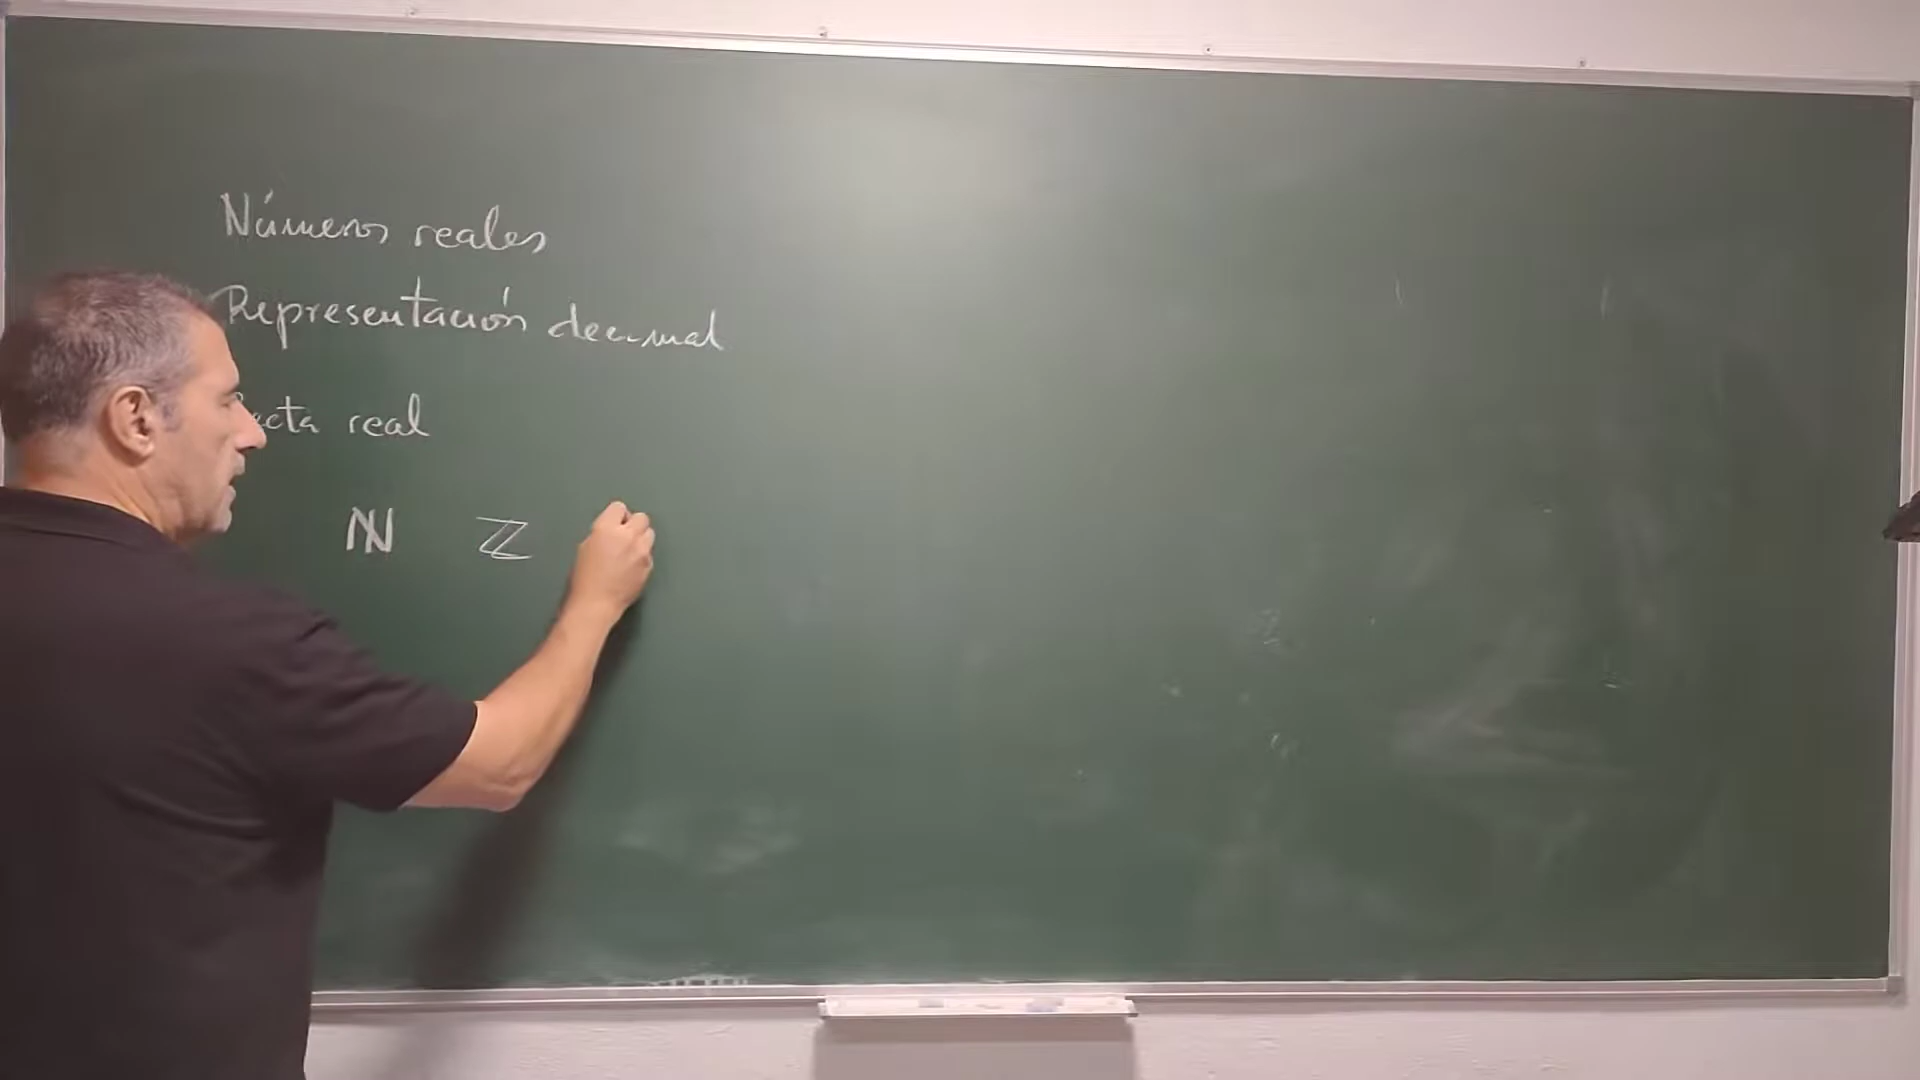 Números reales
Representación decimal
recta real
ℕ ℤ